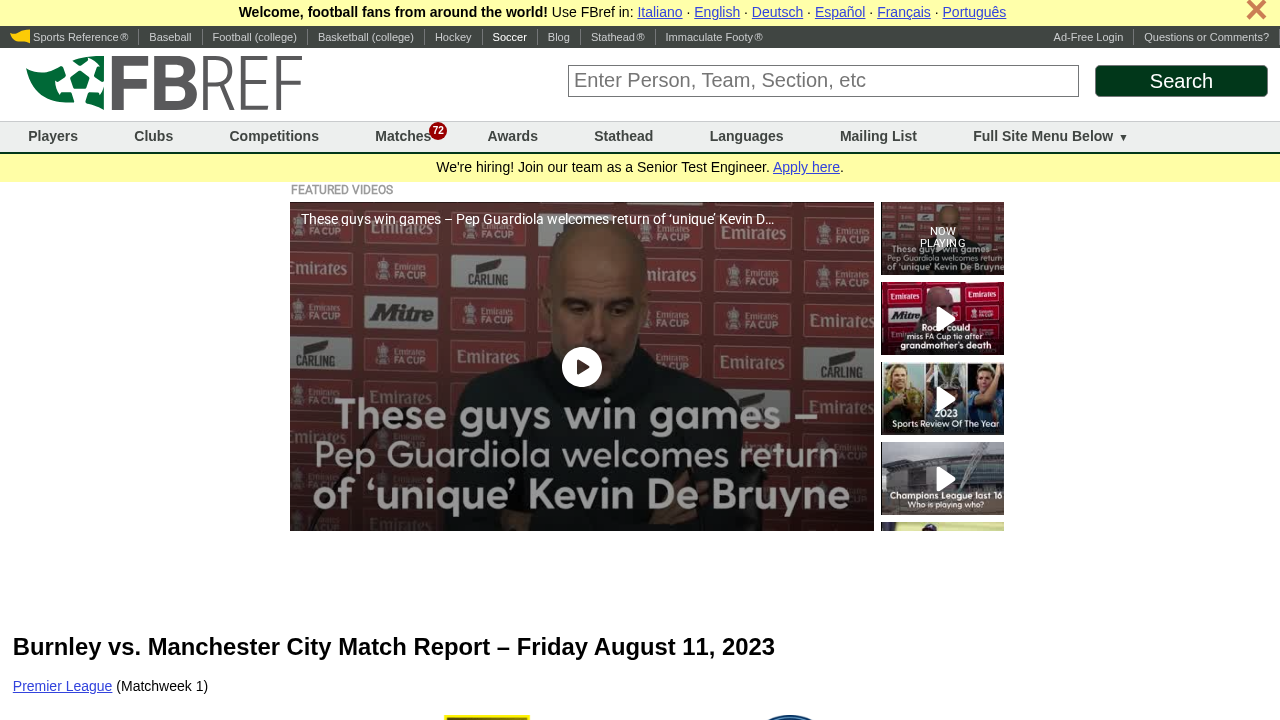 Welcome, football fans from around the world! Use FBref in: Italiano · English · Deutsch · Español · Français · Português
Sports Reference® Baseball Football (college) Basketball (college) Hockey Soccer Blog Stathead® Immaculate Footy® Ad-Free Login Questions or Comments?
FBREF
Enter Person, Team, Section, etc
Search
Players Clubs Competitions Matches 72 Awards Stathead Languages Mailing List Full Site Menu Below ▼
We're hiring! Join our team as a Senior Test Engineer. Apply here.
FEATURED VIDEOS
These guys win games – Pep Guardiola welcomes return of ‘unique’ Kevin D...
Emirates FA CUP
CARLING
Mitre
These guys win games –
Pep Guardiola welcomes return
of ‘unique’ Kevin De Bruyne
NOW
PLAYING
These guys win games –
Pep Guardiola welcomes return
of ‘unique’ Kevin De Bruyne
Emirates
Mitre
Rodri could
miss FA Cup tie after
grandmother's death
2023
Sports Review Of The Year
Champions League last 16
Who is playing who?
Burnley vs. Manchester City Match Report – Friday August 11, 2023
Premier League (Matchweek 1)